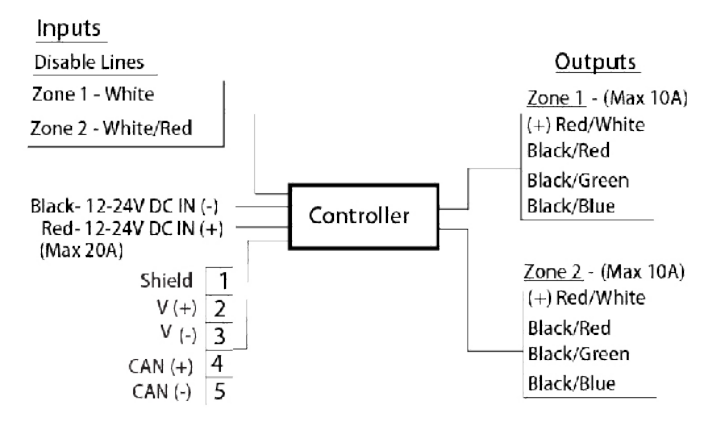 Inputs
Disable Lines
Zone 1 - White
Zone 2 - White/Red
Black- 12-24V DC IN (-)
Red- 12-24V DC IN (+)
(Max 20A)
Shield 1
V (+) 2
V (-) 3
CAN (+) 4
CAN (-) 5
Controller
Outputs
Zone 1 - (Max 10A)
(+) Red/White
Black/Red
Black/Green
Black/Blue
Zone 2 - (Max 10A)
(+) Red/White
Black/Red
Black/Green
Black/Blue